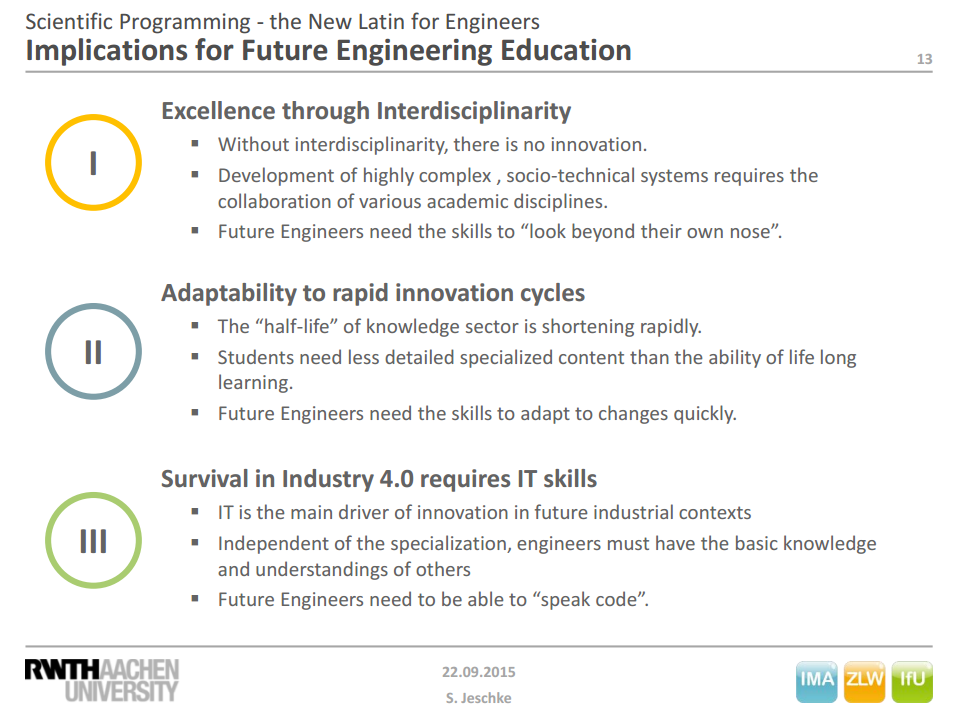 Scientific Programming - the New Latin for Engineers
Implications for Future Engineering Education
13
I
Excellence through Interdisciplinarity
▪ Without interdisciplinarity, there is no innovation.
▪ Development of highly complex , socio-technical systems requires the
collaboration of various academic disciplines.
▪ Future Engineers need the skills to “look beyond their own nose”.
II
Adaptability to rapid innovation cycles
▪ The “half-life” of knowledge sector is shortening rapidly.
▪ Students need less detailed specialized content than the ability of life long
learning.
▪ Future Engineers need the skills to adapt to changes quickly.
III
Survival in Industry 4.0 requires IT skills
▪ IT is the main driver of innovation in future industrial contexts
▪ Independent of the specialization, engineers must have the basic knowledge
and understandings of others
▪ Future Engineers need to be able to “speak code”.
RWTHAACHEN
UNIVERSITY
22.09.2015
S. Jeschke
IMA ZLW IfU